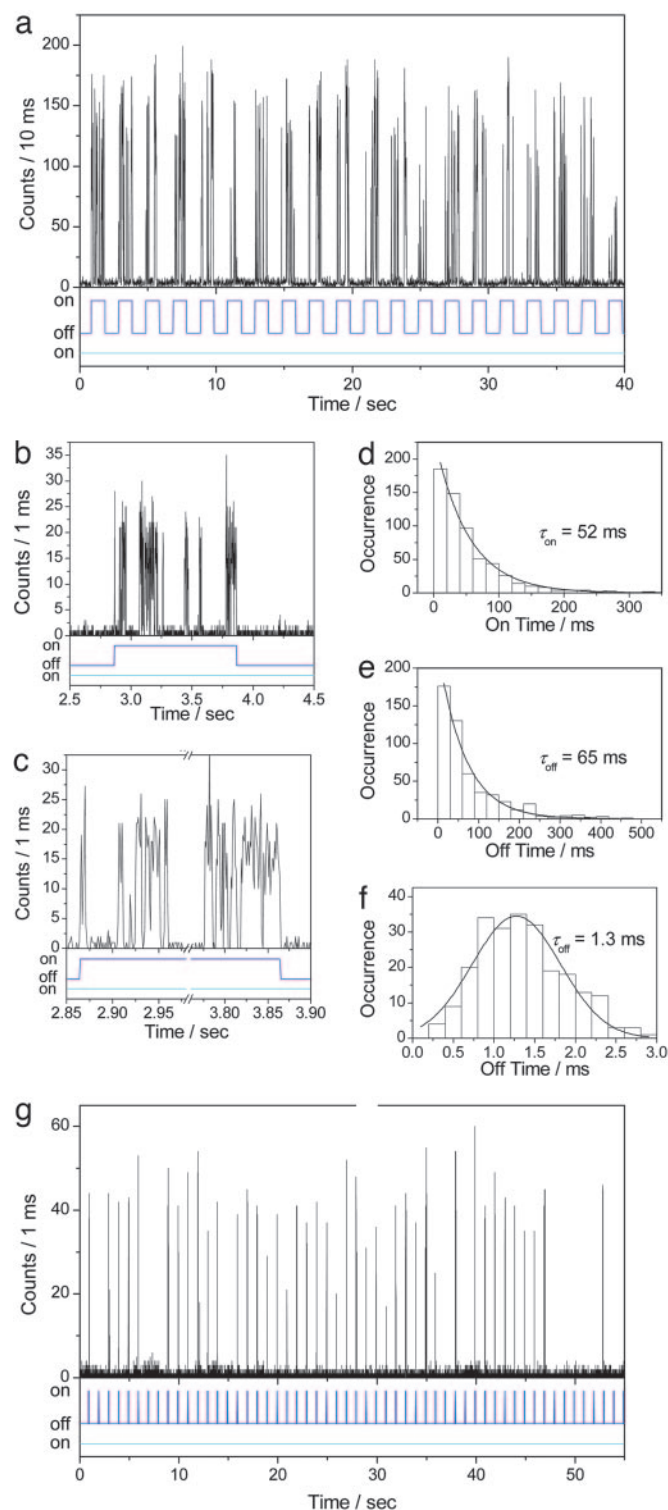 a
Counts / 10 ms
200
150
100
50
0
on
off
on
0 10 20 30 40
Time / sec
b
Counts / 1 ms
35
30
25
20
15
10
5
0
on
off
on
2.5 3.0 3.5 4.0 4.5
Time / sec
c
Counts / 1 ms
30
25
20
15
10
5
0
on
off
on
2.85 2.90 2.95 3.80 3.85 3.90
Time / sec
d
Occurrence
200
150
100
50
0
τon = 52 ms
0 100 200 300
On Time / ms
e
Occurrence
200
150
100
50
0
τoff = 65 ms
0 100 200 300 400 500
Off Time / ms
f
Occurrence
40
30
20
10
0
τoff = 1.3 ms
0.0 0.5 1.0 1.5 2.0 2.5 3.0
Off Time / ms
g
Counts / 1 ms
60
40
20
0
on
off
on
0 10 20 30 40 50
Time / sec